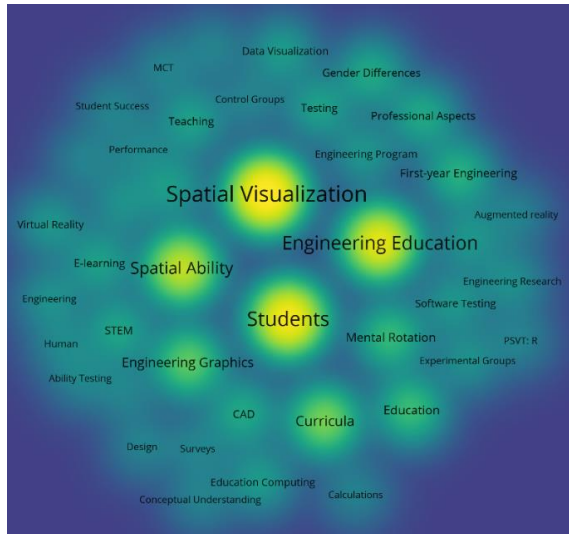 Data Visualization
MCT
Gender Differences
Student Success
Control Groups
Testing
Teaching
Professional Aspects
Performance
Engineering Program
First-year Engineering
Spatial Visualization
Augmented reality
Virtual Reality
Engineering Education
E-learning
Spatial Ability
Engineering Research
Engineering
Software Testing
Students
STEM
Mental Rotation
Human
PSVT: R
Engineering Graphics
Experimental Groups
Ability Testing
CAD
Curricula
Education
Design
Surveys
Education Computing
Conceptual Understanding
Calculations